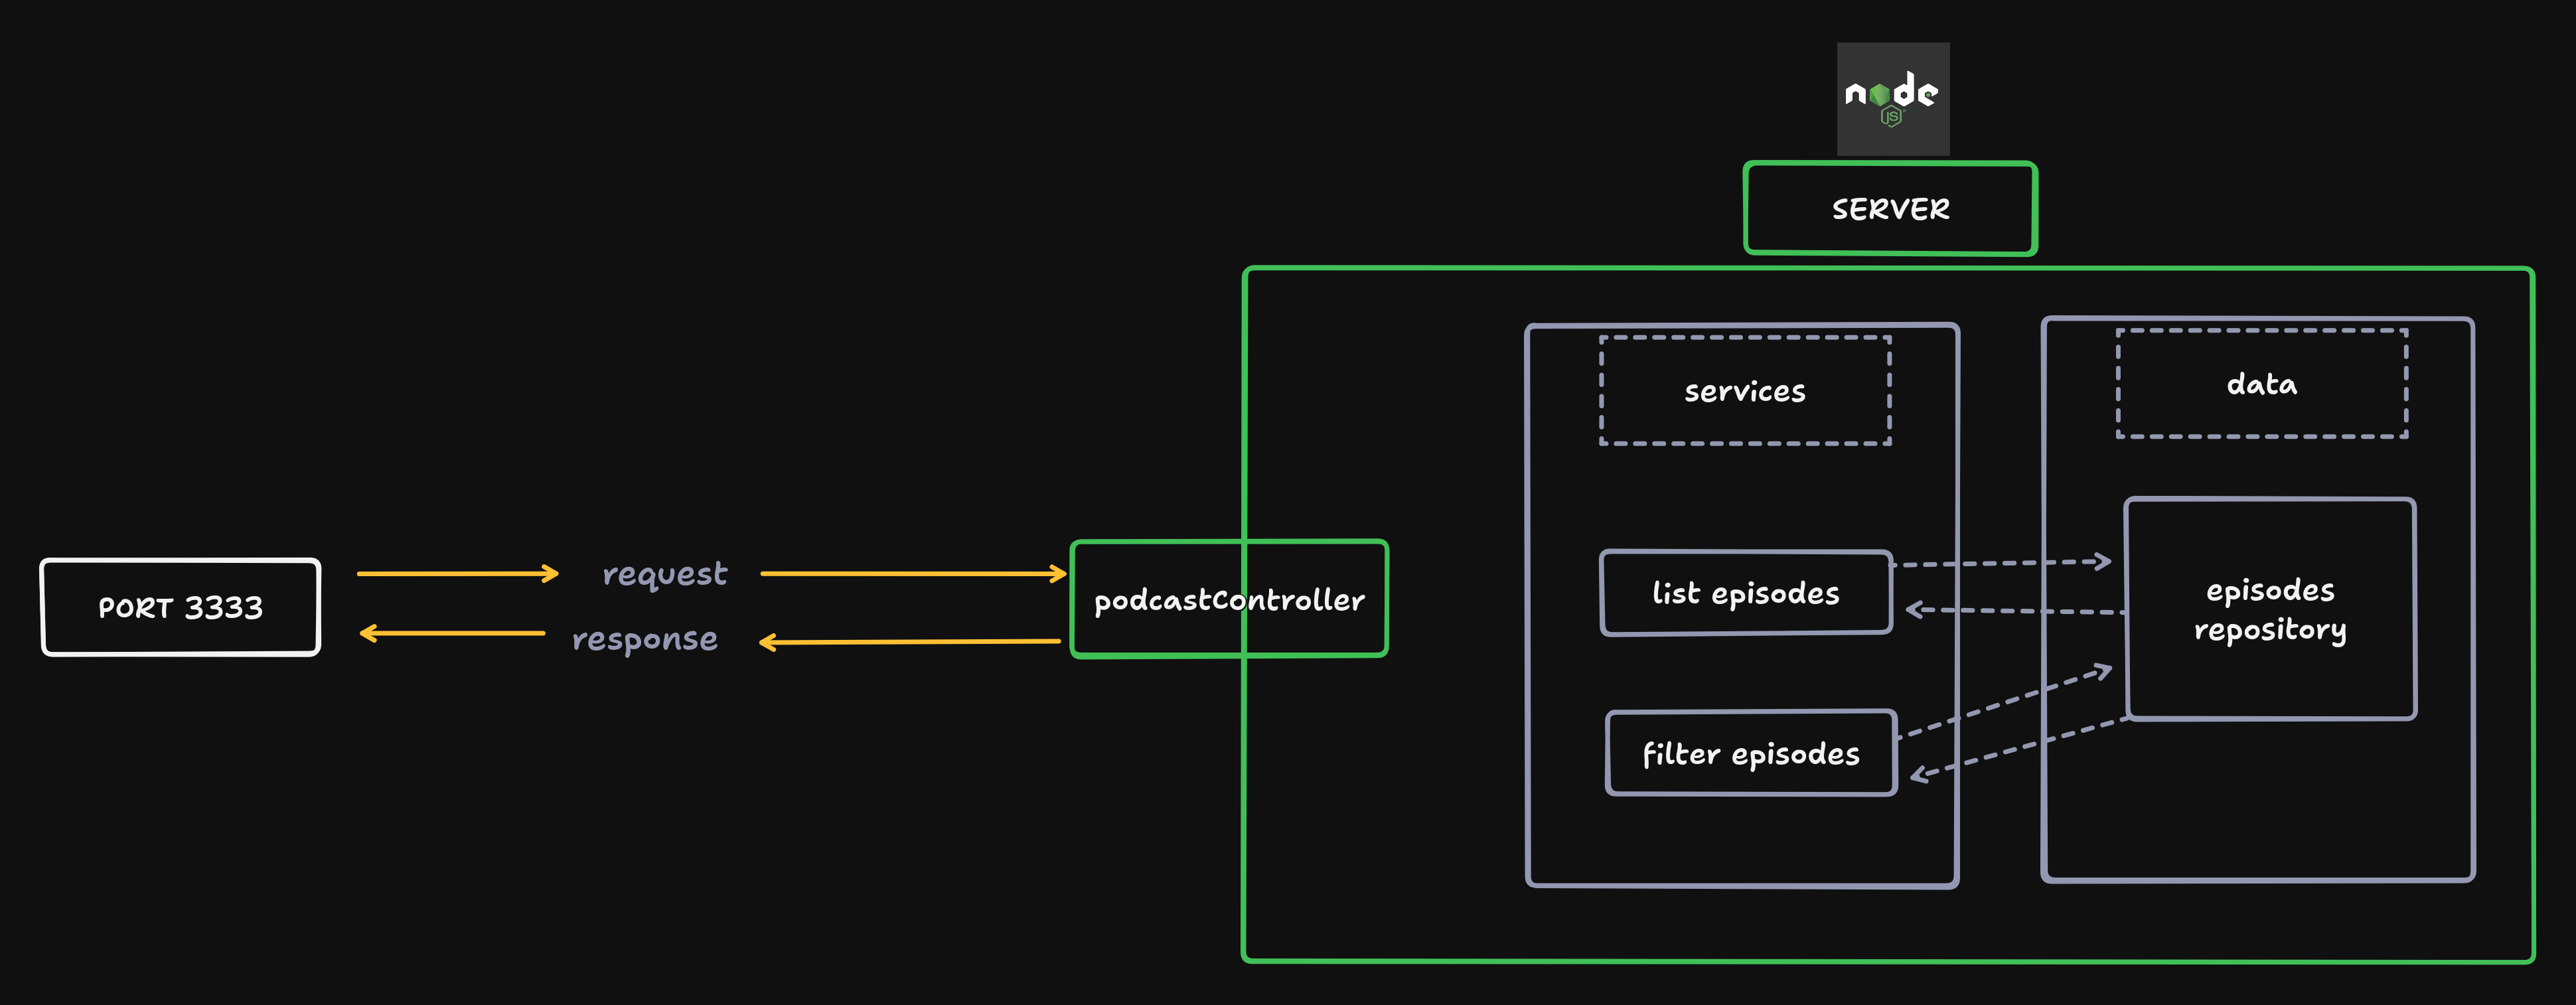 node
JS
SERVER
services
data
list episodes
episodes
repository
filter episodes
PORT 3333
request
response
podcastController